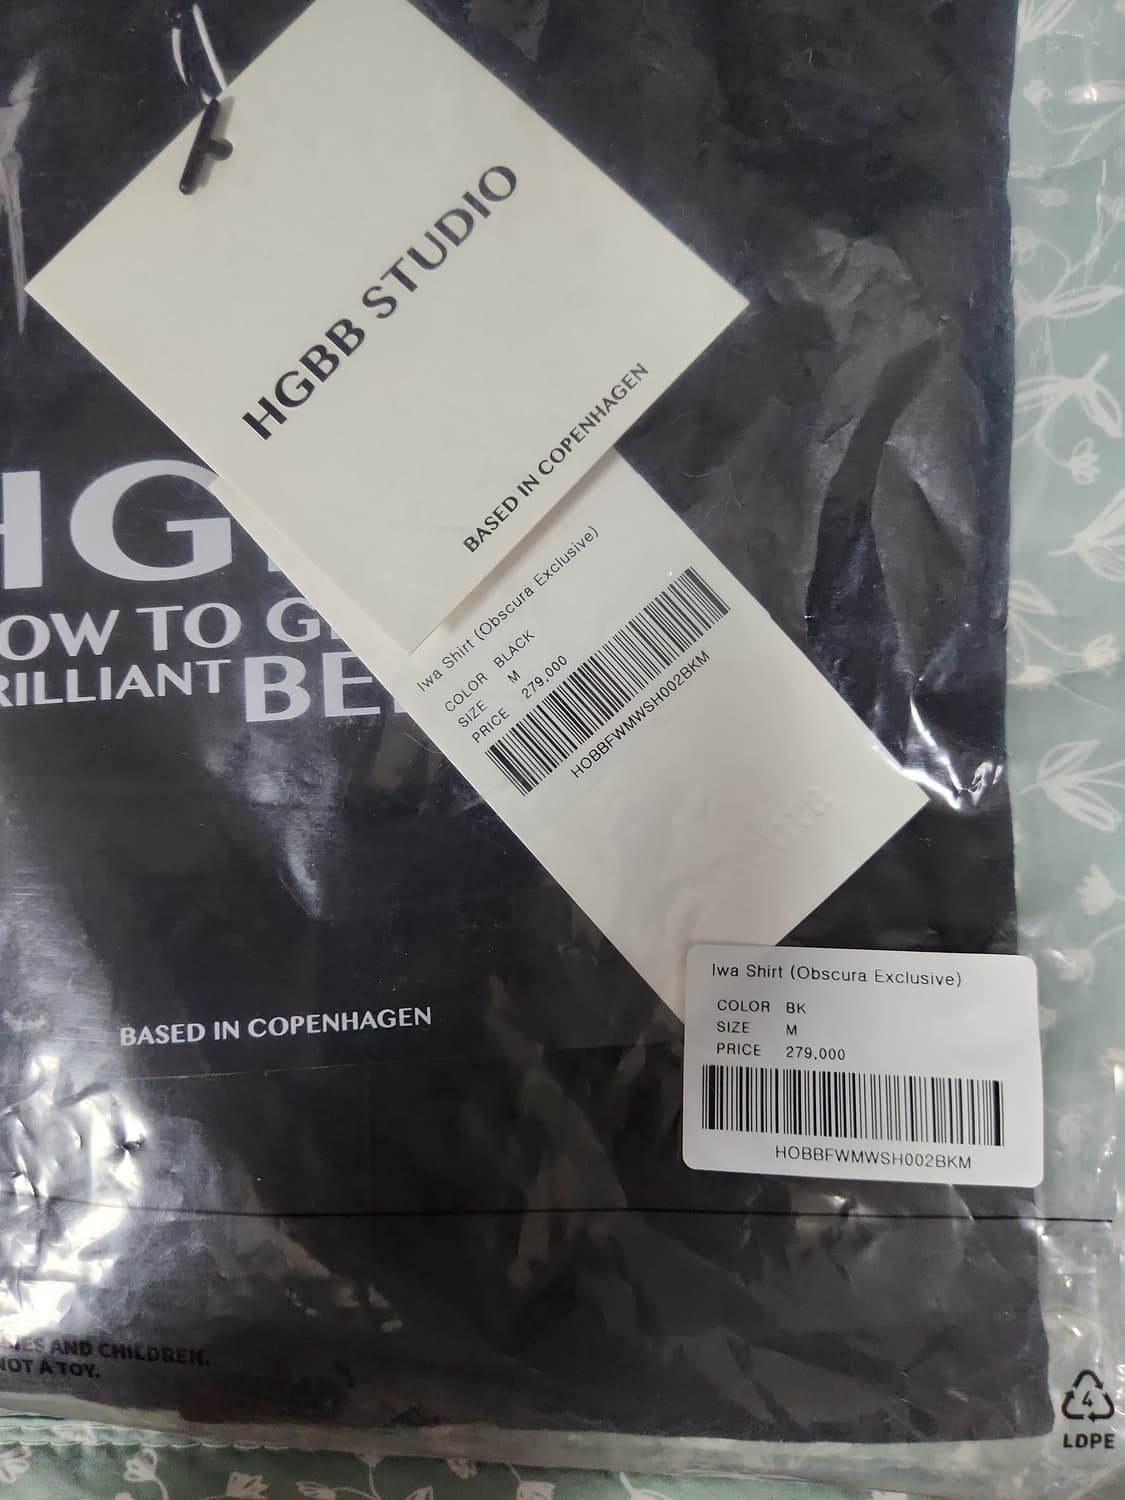 HGBB STUDIO
BASED IN COPENHAGEN
Iwa Shirt (Obscura Exclusive)
COLOR BLACK
SIZE M
PRICE 279,000
HOBBFWMWSH002BKM
HG
OW TO GE
RILLIANT BE
BASED IN COPENHAGEN
Iwa Shirt (Obscura Exclusive)
COLOR BK
SIZE M
PRICE 279,000
HOBBFWMWSH002BKM
AND CHILDREN.
NOT A TOY.
4
LDPE